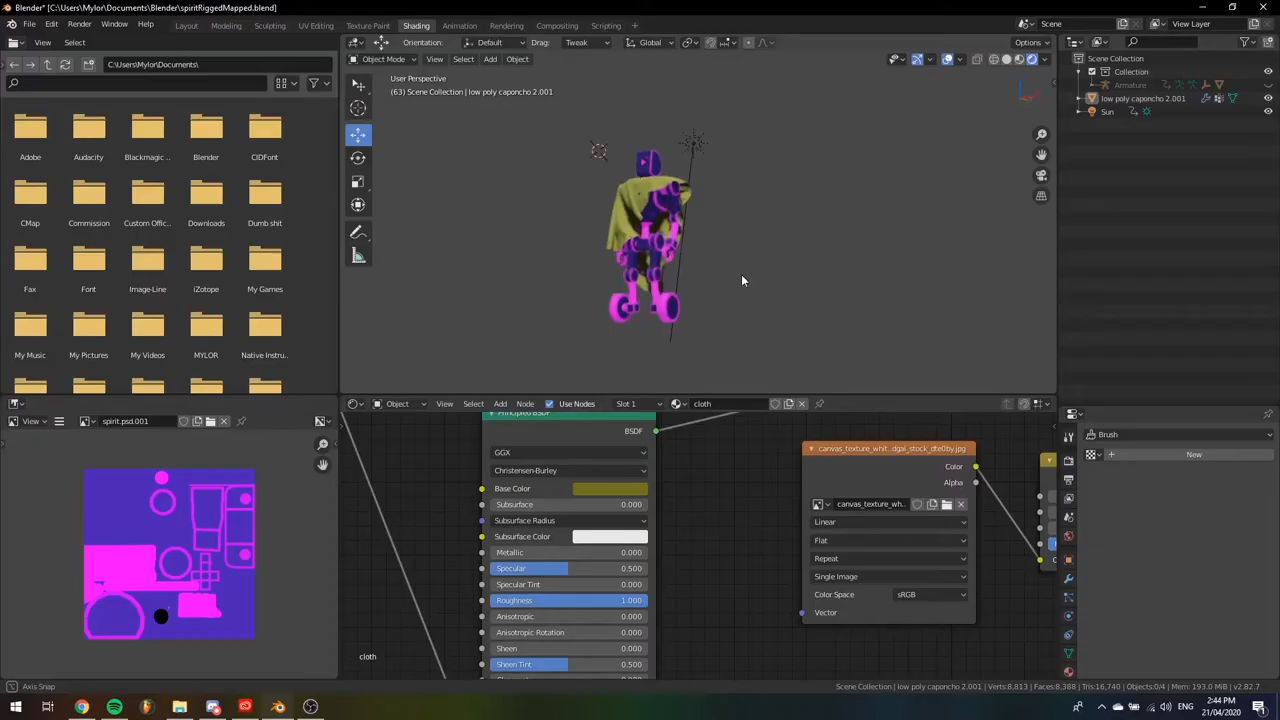 Blender* [C:\Users\Mylor\Documents\Blender\spiritRiggedMapped.blend]
File Edit Render Window Help Layout Modeling Sculpting UV Editing Texture Paint Shading Animation Rendering Compositing Scripting Scene View Layer
View Select Orientation: Default Drag: Tweak Global Options
C:\Users\Mylor\Documents\ Object Mode View Select Add Object Scene Collection
Collection
User Perspective Armature
(63) Scene Collection | low poly caponcho 2.001 low poly caponcho 2.001
Sun
Adobe Audacity Blackmagic .. Blender CIDFont
CMap Commission Custom Offic.. Downloads Dumb shit
Fax Font Image-Line iZotope My Games
My Music My Pictures My Videos MYLOR Native Instru..
View spirit.psd.001 Object View Select Add Node Use Nodes Slot 1 cloth
Principled BSDF
BSDF Brush
GGX canvas_texture_whit...dgai_stock_dte0by.jpg New
Christensen-Burley Color
Base Color Alpha
Subsurface 0.000 canvas_texture_wh..
Subsurface Radius Linear
Subsurface Color Flat
Metallic 0.000 Repeat
Specular 0.500 Single Image
Specular Tint 0.000 Color Space sRGB
Roughness 1.000 Vector
Anisotropic 0.000
Anisotropic Rotation 0.000
Sheen 0.000
cloth Sheen Tint 0.500
Axis Snap Scene Collection | low poly caponcho 2.001 | Verts:8,813 | Faces:8,388 | Tris:16,740 | Objects:0/4 | Mem: 193.0 MiB | v2.82.7
ENG 2:44 PM
21/04/2020